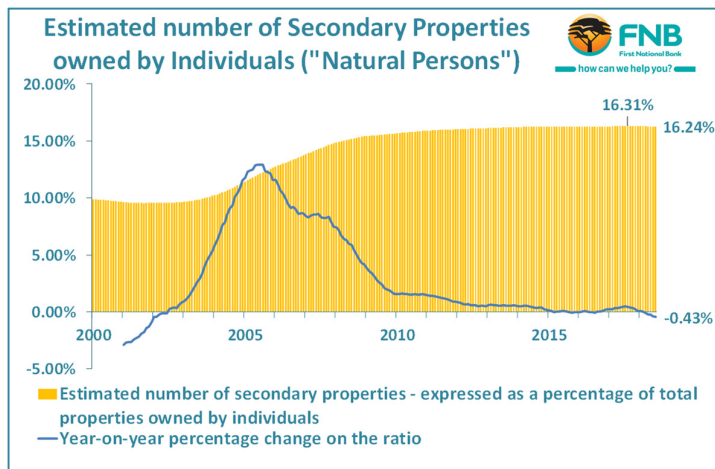 Estimated number of Secondary Properties
owned by Individuals ("Natural Persons")
FNB
First National Bank
how can we help you?
20.00%
16.31%
16.24%
15.00%
10.00%
5.00%
0.00%
-0.43%
2000
2005
2010
2015
-5.00%
Estimated number of secondary properties - expressed as a percentage of total
properties owned by individuals
Year-on-year percentage change on the ratio